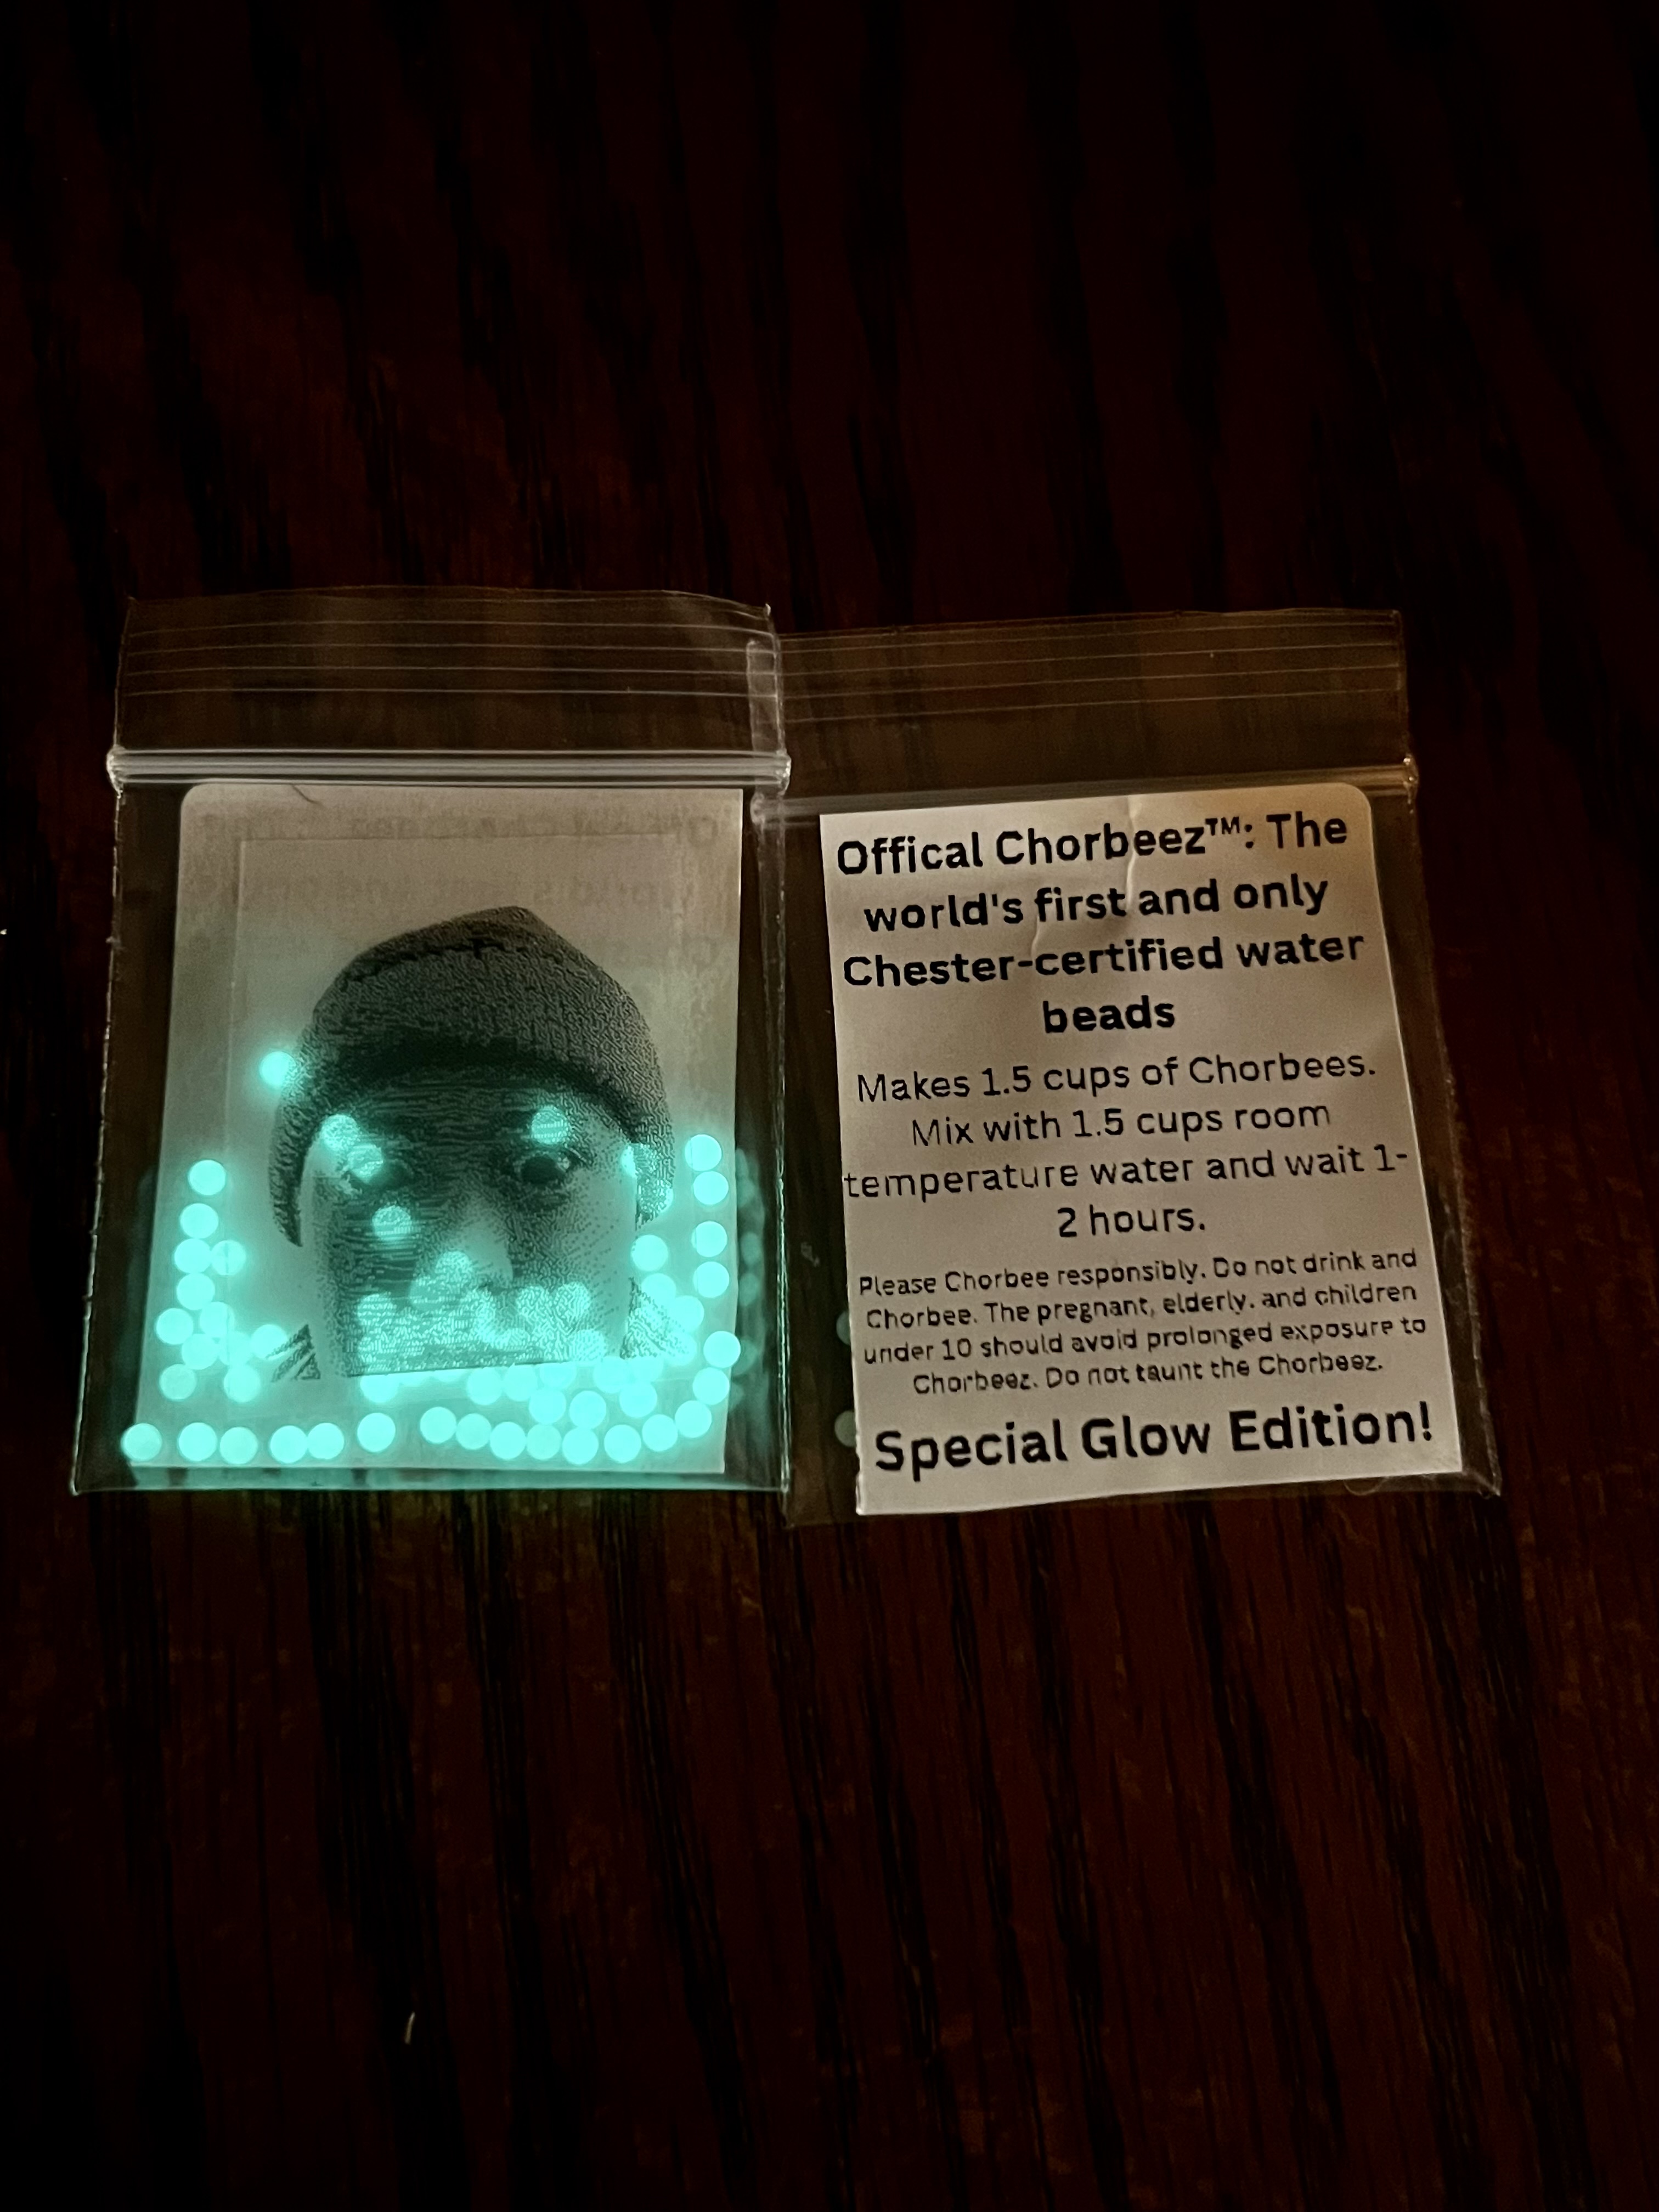 Offical Chorbeez™: The
world's first and only
Chester-certified water
beads
Makes 1.5 cups of Chorbees.
Mix with 1.5 cups room
temperature water and wait 1-
2 hours.
Please Chorbee responsibly. Do not drink and
Chorbee. The pregnant, elderly, and children
under 10 should avoid prolonged exposure to
Chorbeez. Do not taunt the Chorbeez.
Special Glow Edition!